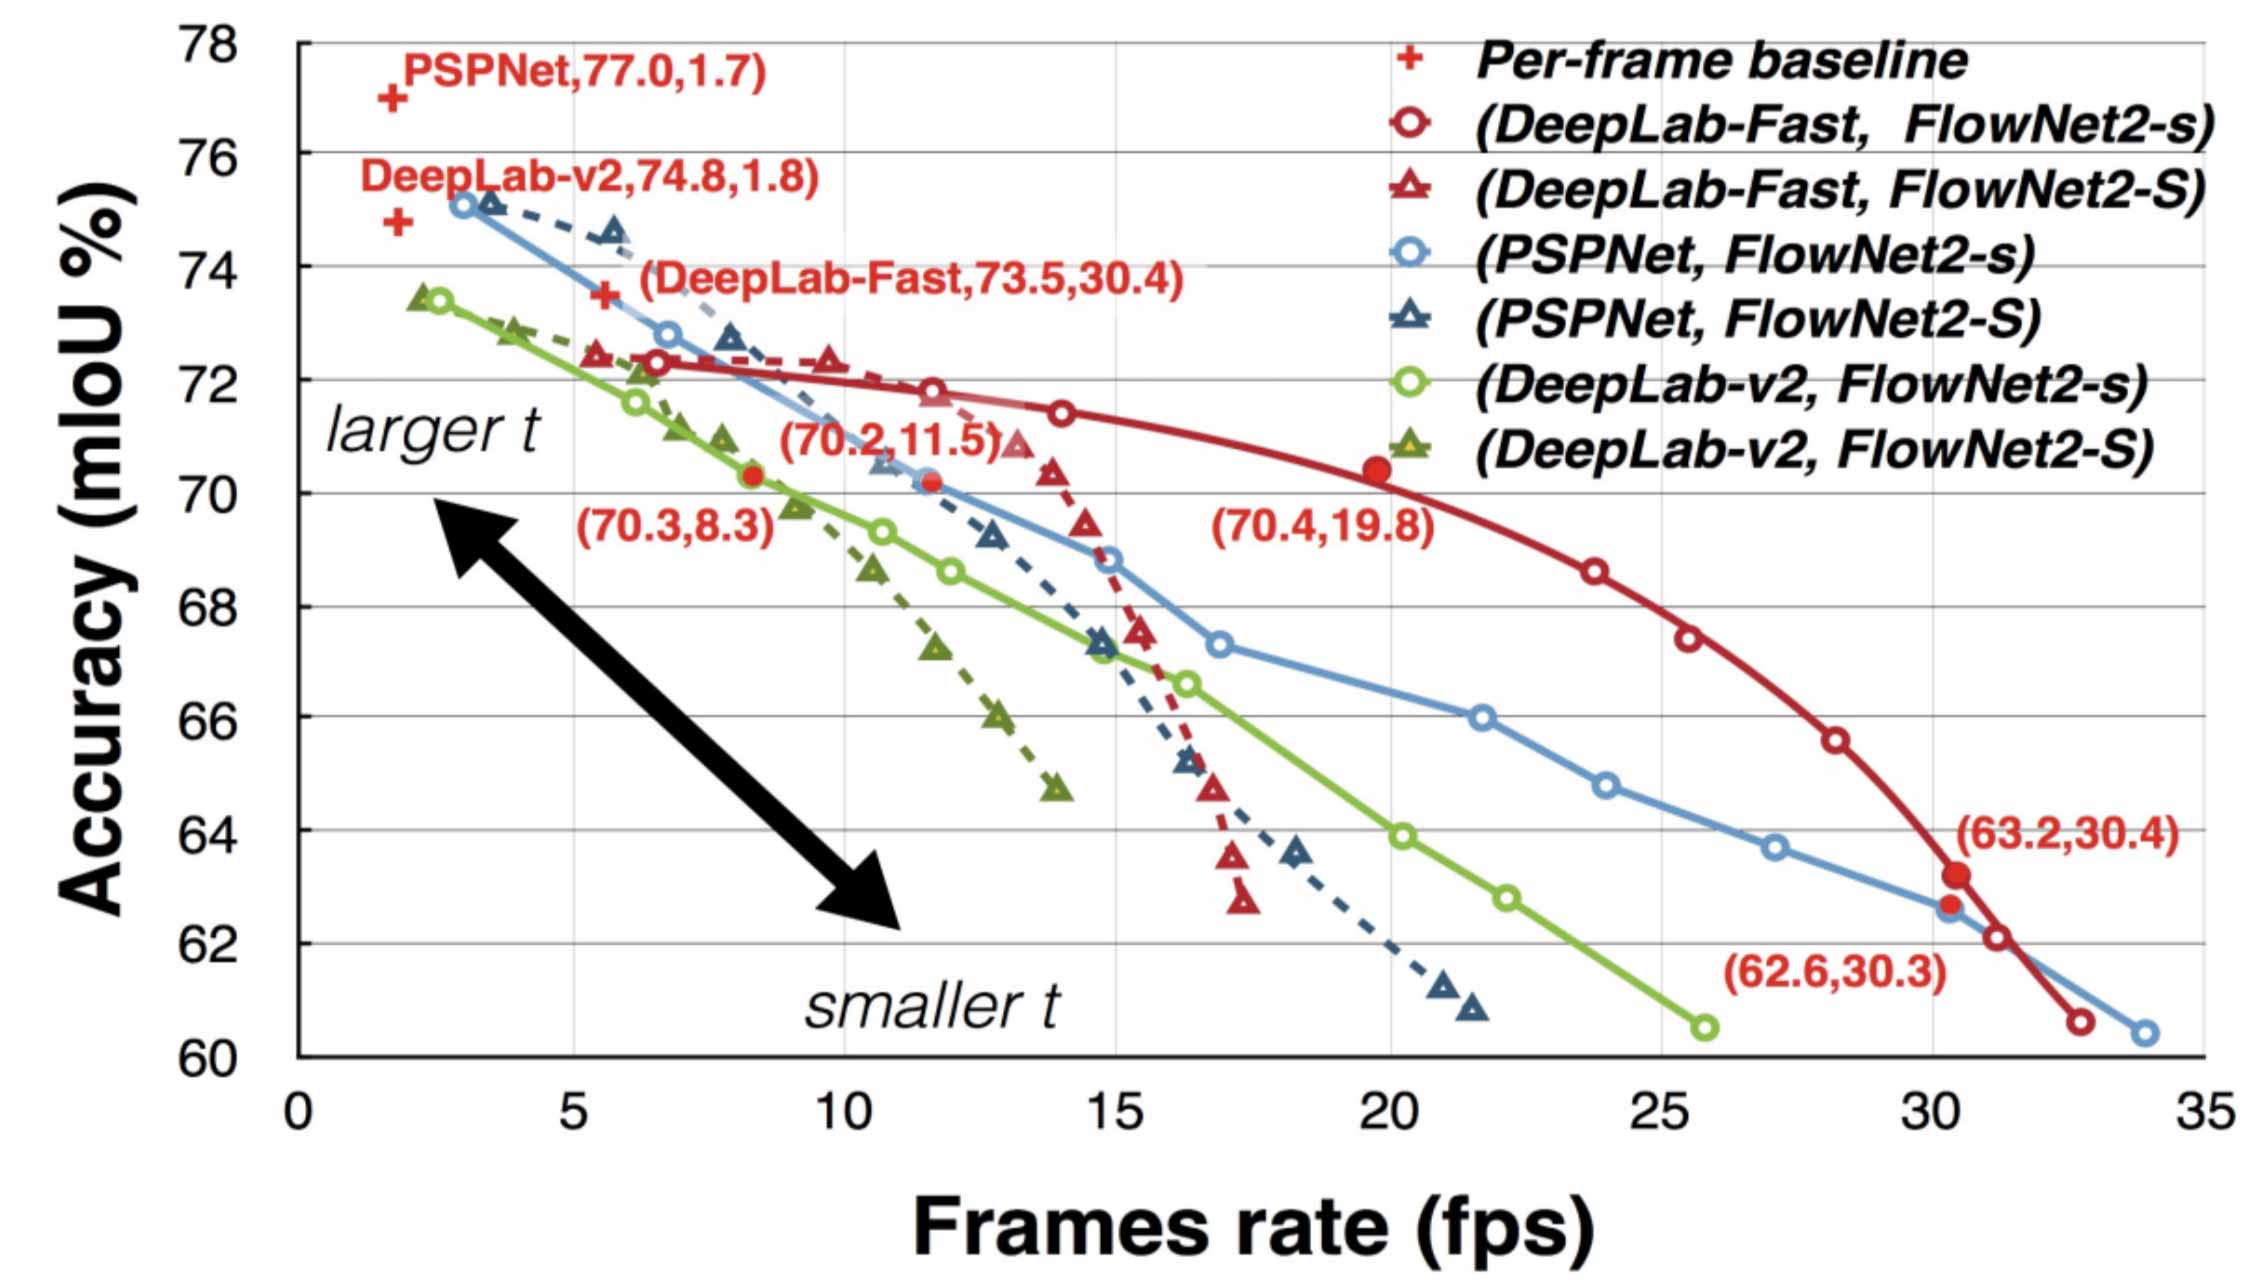 78
PSPNet,77.0,1.7)
Per-frame baseline
(DeepLab-Fast, FlowNet2-s)
76
DeepLab-v2,74.8,1.8)
(DeepLab-Fast, FlowNet2-S)
(PSPNet, FlowNet2-s)
74
(DeepLab-Fast,73.5,30.4)
(PSPNet, FlowNet2-S)
72
(DeepLab-v2, FlowNet2-s)
larger t
(70.2,11.5)
(DeepLab-v2, FlowNet2-S)
70
(70.3,8.3)
(70.4,19.8)
68
66
64
(63.2,30.4)
62
(62.6,30.3)
smaller t
60
Accuracy (mIoU %)
0 5 10 15 20 25 30 35
Frames rate (fps)